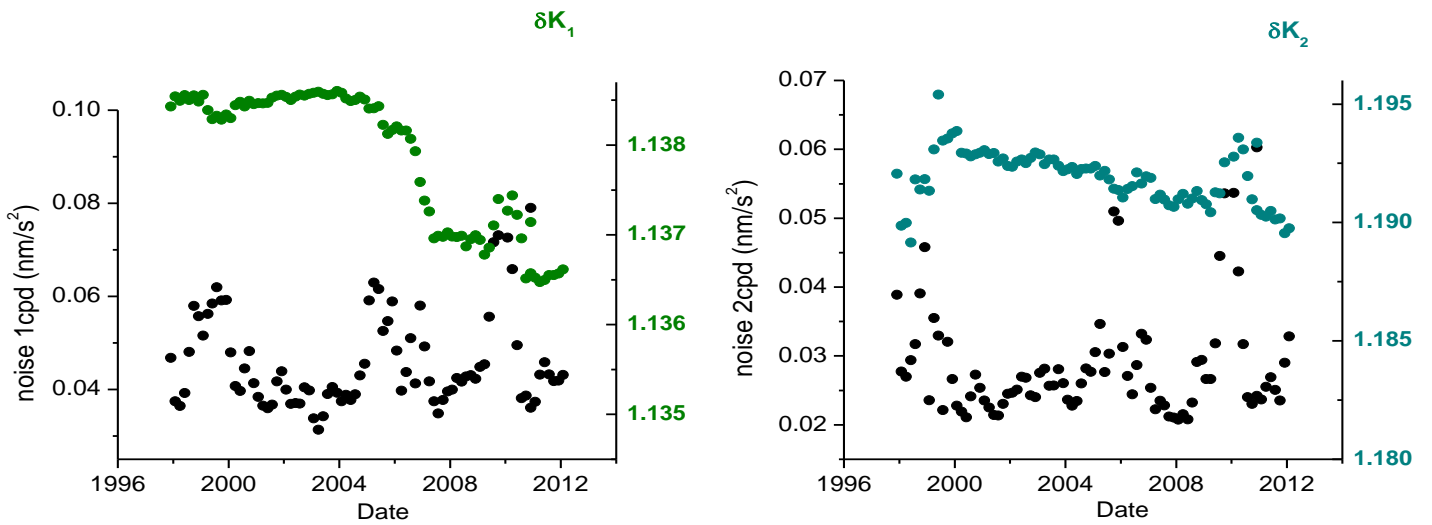 δK₁
0.10
0.08
0.06
0.04
noise 1cpd (nm/s²)
1.138
1.137
1.136
1.135
1996 2000 2004 2008 2012
Date
δK₂
0.07
0.06
0.05
0.04
0.03
0.02
noise 2cpd (nm/s²)
1.195
1.190
1.185
1.180
1996 2000 2004 2008 2012
Date